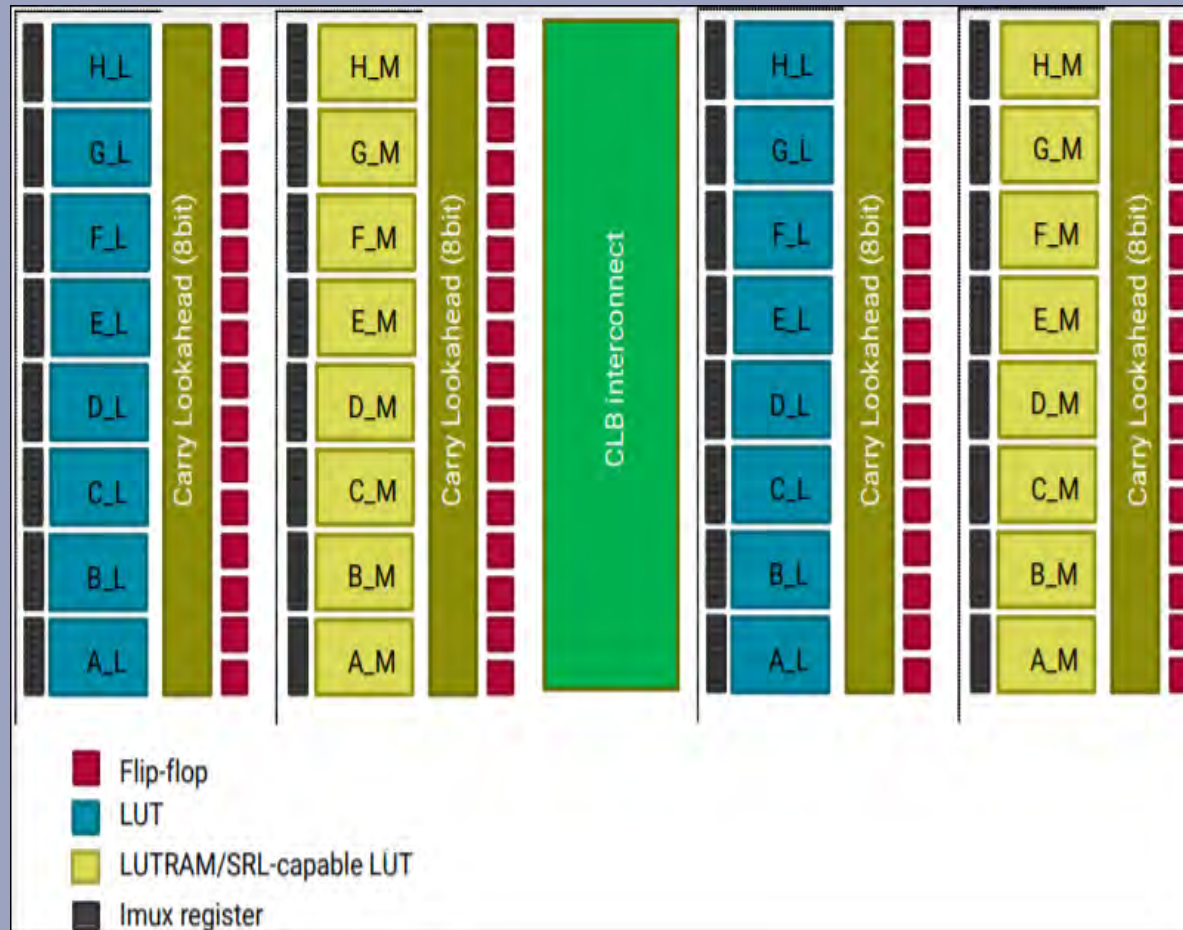 H_L
G_L
F_L
E_L
D_L
C_L
B_L
A_L
Carry Lookahead (8bit)
H_M
G_M
F_M
E_M
D_M
C_M
B_M
A_M
Carry Lookahead (8bit)
CLB interconnect
H_L
G_L
F_L
E_L
D_L
C_L
B_L
A_L
Carry Lookahead (8bit)
H_M
G_M
F_M
E_M
D_M
C_M
B_M
A_M
Carry Lookahead (8bit)
Flip-flop
LUT
LUTRAM/SRL-capable LUT
Imux register